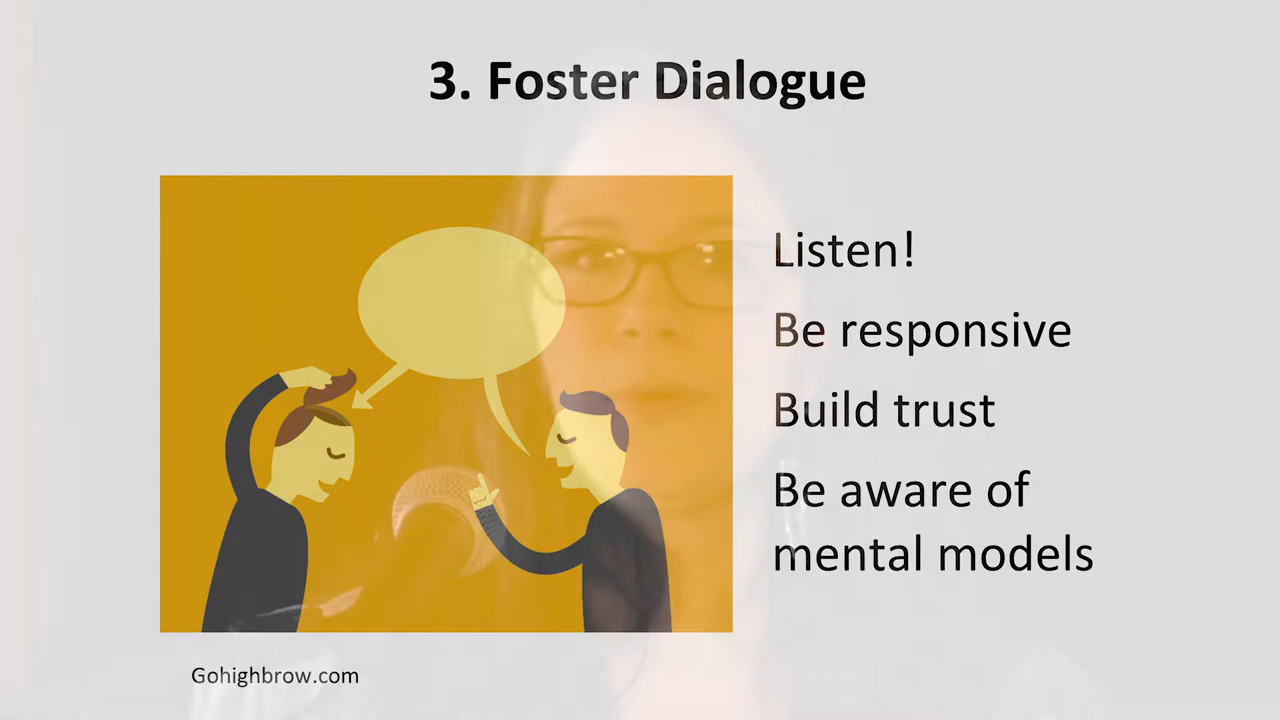 3. Foster Dialogue
Listen!
Be responsive
Build trust
Be aware of
mental models
Gohighbrow.com